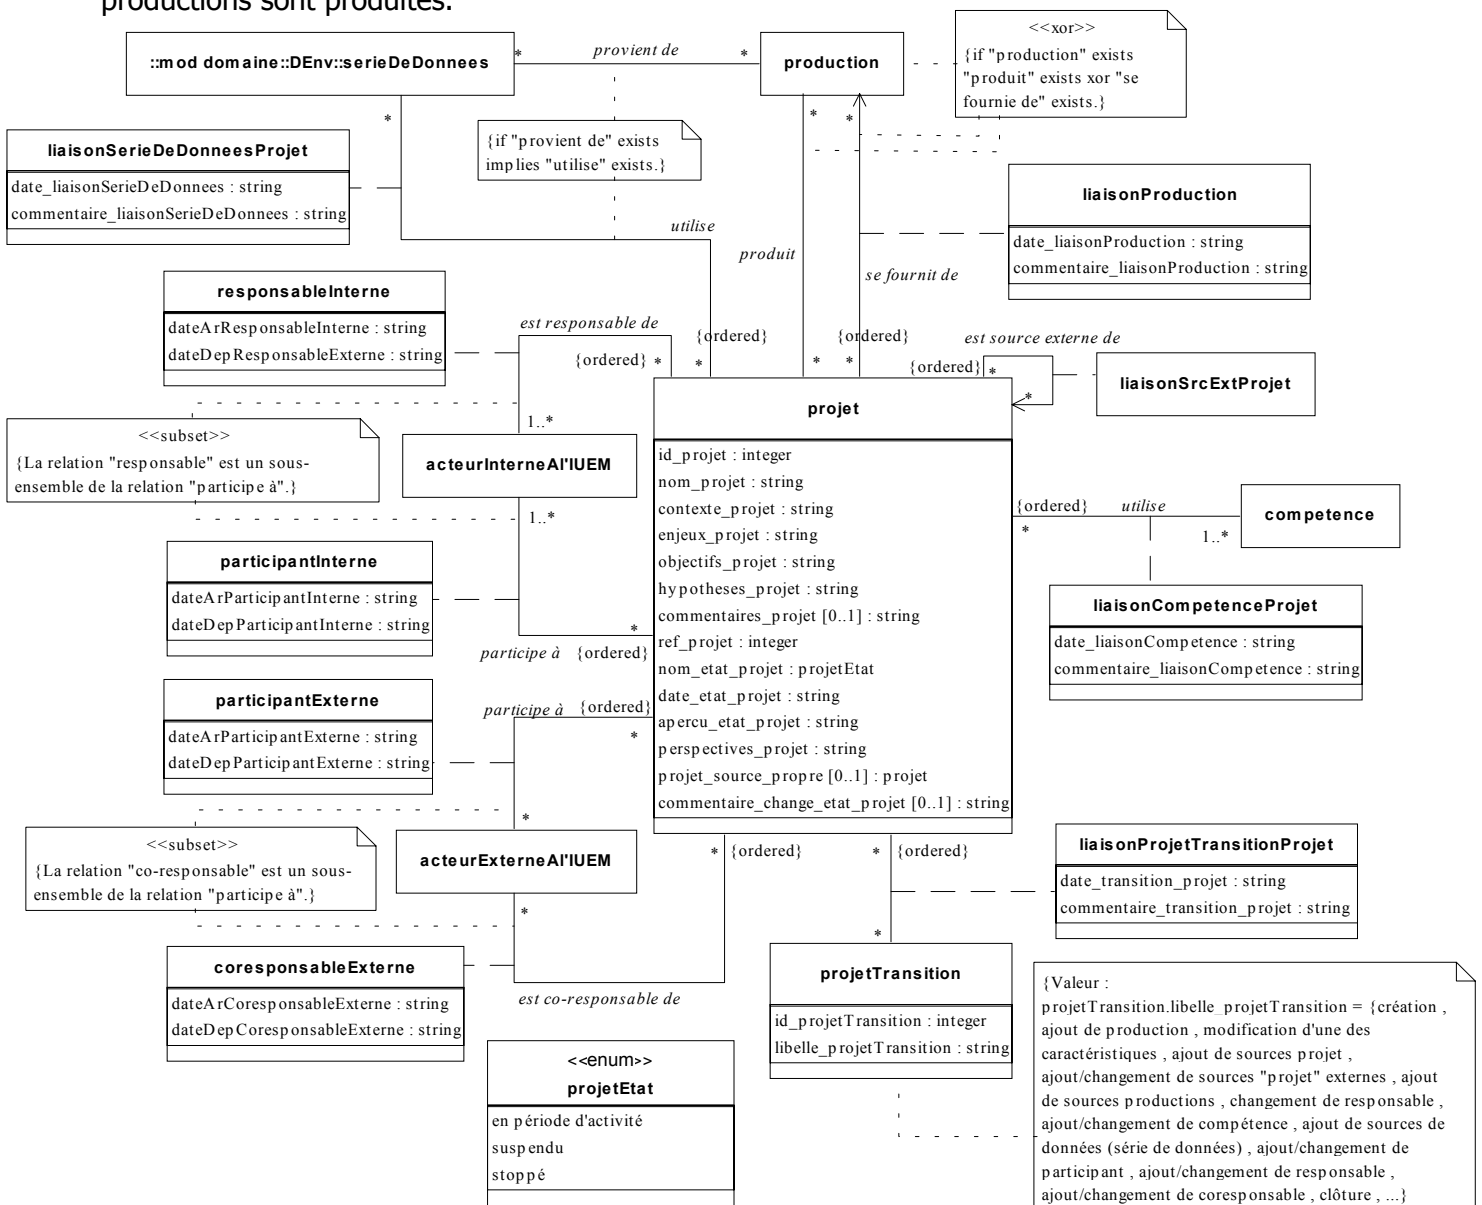 productions sont produites.
<<xor>>
{if "production" exists
"produit" exists xor "se
fournie de" exists.}
::mod domaine::DEnv::serieDeDonnees
*
provient de
*
production
*
*
*
{if "provient de" exists
implies "utilise" exists.}
liaisonSerieDeDonneesProjet
date_liaisonSerieDeDonnees : string
commentaire_liaisonSerieDeDonnees : string
liaisonProduction
date_liaisonProduction : string
commentaire_liaisonProduction : string
utilise
produit
se fournit de
responsableInterne
dateArResponsableInterne : string
dateDepResponsableExterne : string
est responsable de
{ordered}
*
{ordered}
*
*
{ordered}
*
est source externe de
{ordered}
*
*
liaisonSrcExtProjet
<<subset>>
{La relation "responsable" est un sous-
ensemble de la relation "participe à".}
1..*
acteurInterneAl'IUEM
1..*
participantInterne
dateArParticipantInterne : string
dateDepParticipantInterne : string
*
participe à
{ordered}
projet
id_projet : integer
nom_projet : string
contexte_projet : string
enjeux_projet : string
objectifs_projet : string
hypotheses_projet : string
commentaires_projet [0..1] : string
ref_projet : integer
nom_etat_projet : projetEtat
date_etat_projet : string
apercu_etat_projet : string
perspectives_projet : string
projet_source_propre [0..1] : projet
commentaire_change_etat_projet [0..1] : string
{ordered}
*
utilise
1..*
competence
liaisonCompetenceProjet
date_liaisonCompetence : string
commentaire_liaisonCompetence : string
participantExterne
dateArParticipantExterne : string
dateDepParticipantExterne : string
participe à
{ordered}
*
*
<<subset>>
{La relation "co-responsable" est un sous-
ensemble de la relation "participe à".}
acteurExterneAl'IUEM
*
*
{ordered}
*
{ordered}
*
liaisonProjetTransitionProjet
date_transition_projet : string
commentaire_transition_projet : string
coresponsableExterne
dateArCoresponsableExterne : string
dateDepCoresponsableExterne : string
est co-responsable de
projetTransition
id_projetTransition : integer
libelle_projetTransition : string
<<enum>>
projetEtat
en période d'activité
suspendu
stoppé
{Valeur :
projetTransition.libelle_projetTransition = {création ,
ajout de production , modification d'une des
caractéristiques , ajout de sources projet ,
ajout/changement de sources "projet" externes , ajout
de sources productions , changement de responsable ,
ajout/changement de compétence , ajout de sources de
données (série de données) , ajout/changement de
participant , ajout/changement de responsable ,
ajout/changement de coresponsable , clôture , ...}